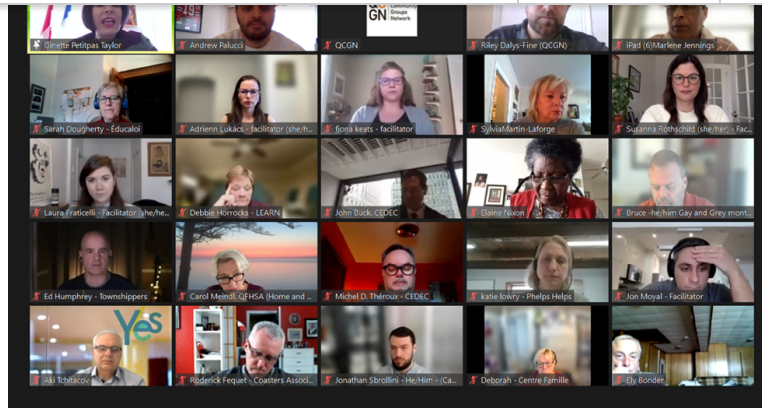 Ginette Petitpas Taylor
Andrew Palucci
QCGN
Community
Groups
Network
QCGN
Riley Dalys-Fine (QCGN)
iPad (6)Marlene Jennings
Sarah Dougherty - Éducaloi
Adrienn Lukács - facilitator (she/h...
fiona keats - facilitator
SylviaMartin-Laforge
Susanna Rothschild (she/her) - Fac...
Laura Fraticelli - Facilitator (she/he...
Debbie Horrocks - LEARN
John Buck, CEDEC
Elaine Nixon
Bruce -he/him Gay and Grey mont...
Ed Humphrey - Townshippers
Carol Meindl, QFHSA (Home and ...
Michel D. Théroux - CEDEC
katie lowry - Phelps Helps
Jon Moyal - Facilitator
Yes
Aki Tchitacov
Roderick Fequet - Coasters Associ...
Jonathan Sbrollini - He/Him - (Ca...
Deborah - Centre Famille
Ely Bonder